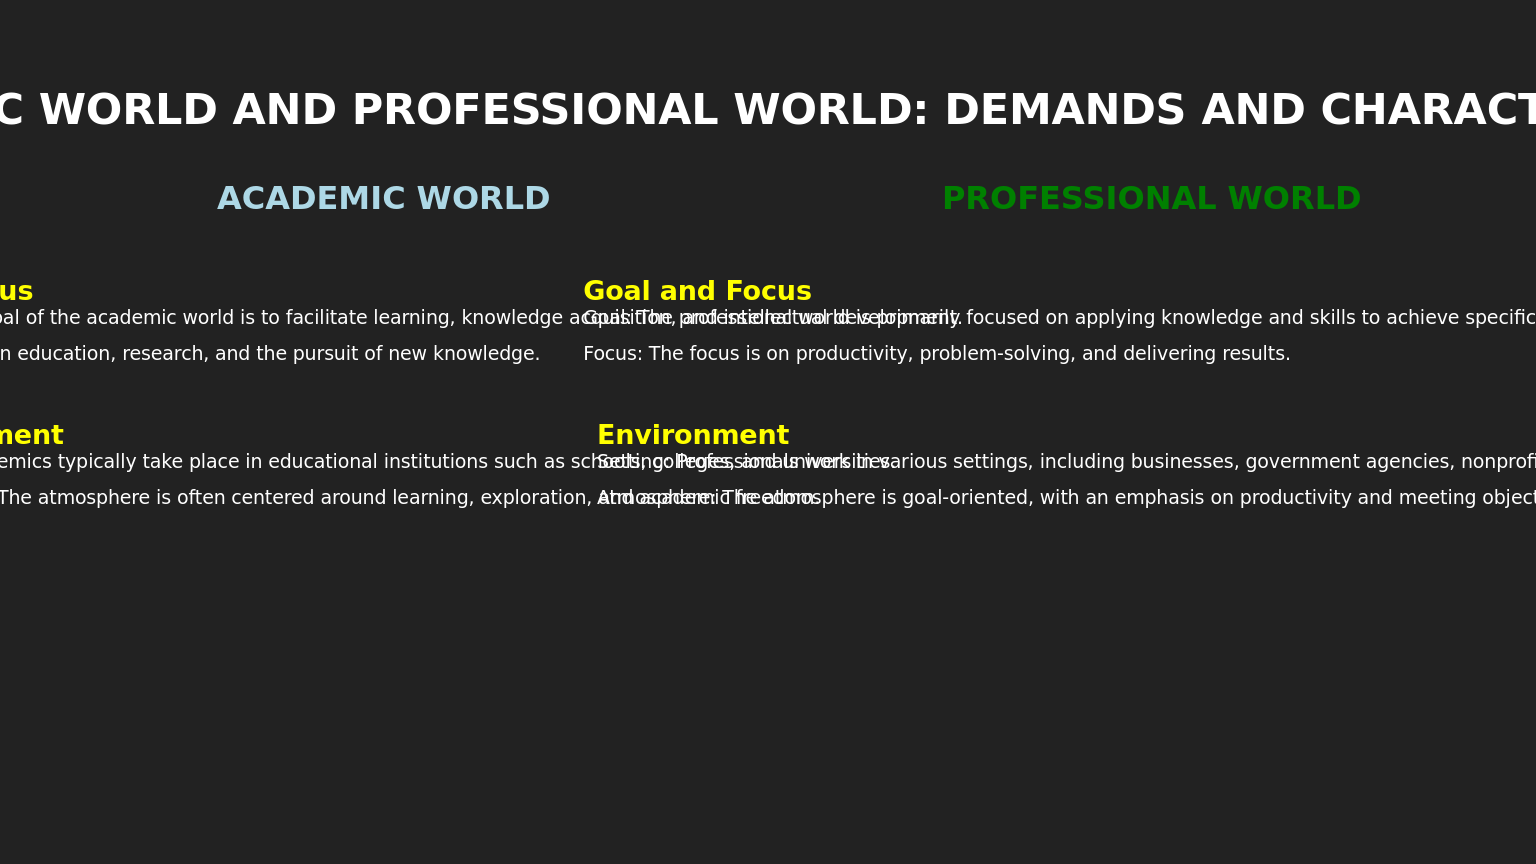 C WORLD AND PROFESSIONAL WORLD: DEMANDS AND CHARACT
ACADEMIC WORLD
PROFESSIONAL WORLD
us
Goal and Focus
oal of the academic world is to facilitate learning, knowledge acquisition, and intellectual development.
Goal: The professional world is primarily focused on applying knowledge and skills to achieve specific
n education, research, and the pursuit of new knowledge.
Focus: The focus is on productivity, problem-solving, and delivering results.
ment
Environment
emics typically take place in educational institutions such as schools, colleges, and universities.
Setting: Professionals work in various settings, including businesses, government agencies, nonprofi
The atmosphere is often centered around learning, exploration, and academic freedom.
Atmosphere: The atmosphere is goal-oriented, with an emphasis on productivity and meeting object